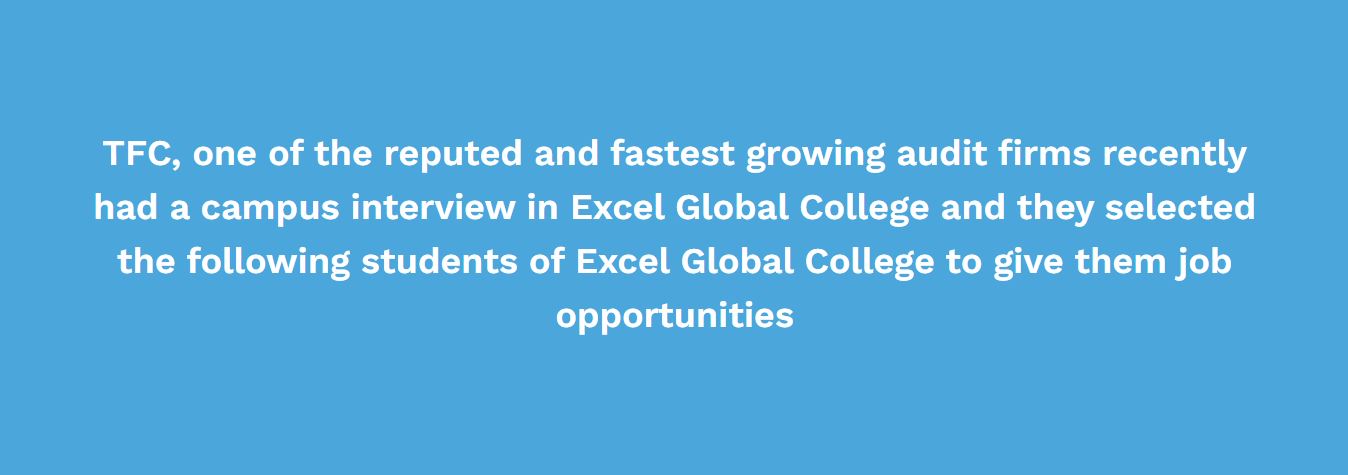 TFC, one of the reputed and fastest growing audit firms recently
had a campus interview in Excel Global College and they selected
the following students of Excel Global College to give them job
opportunities